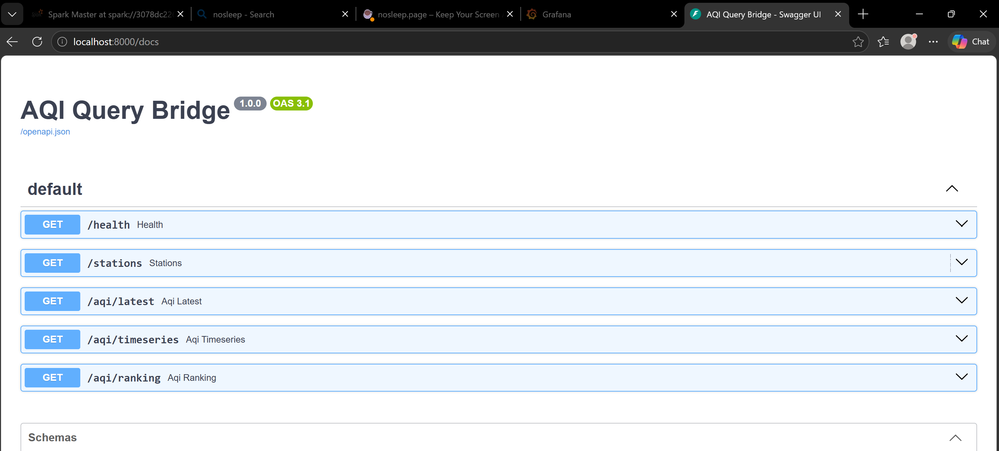 Spark Master at spark://3078dc22
nosleep - Search
nosleep.page – Keep Your Screen
Grafana
AQI Query Bridge - Swagger UI
localhost:8000/docs
Chat
AQI Query Bridge 1.0.0 OAS 3.1
/openapi.json
default
GET /health Health
GET /stations Stations
GET /aqi/latest Aqi Latest
GET /aqi/timeseries Aqi Timeseries
GET /aqi/ranking Aqi Ranking
Schemas